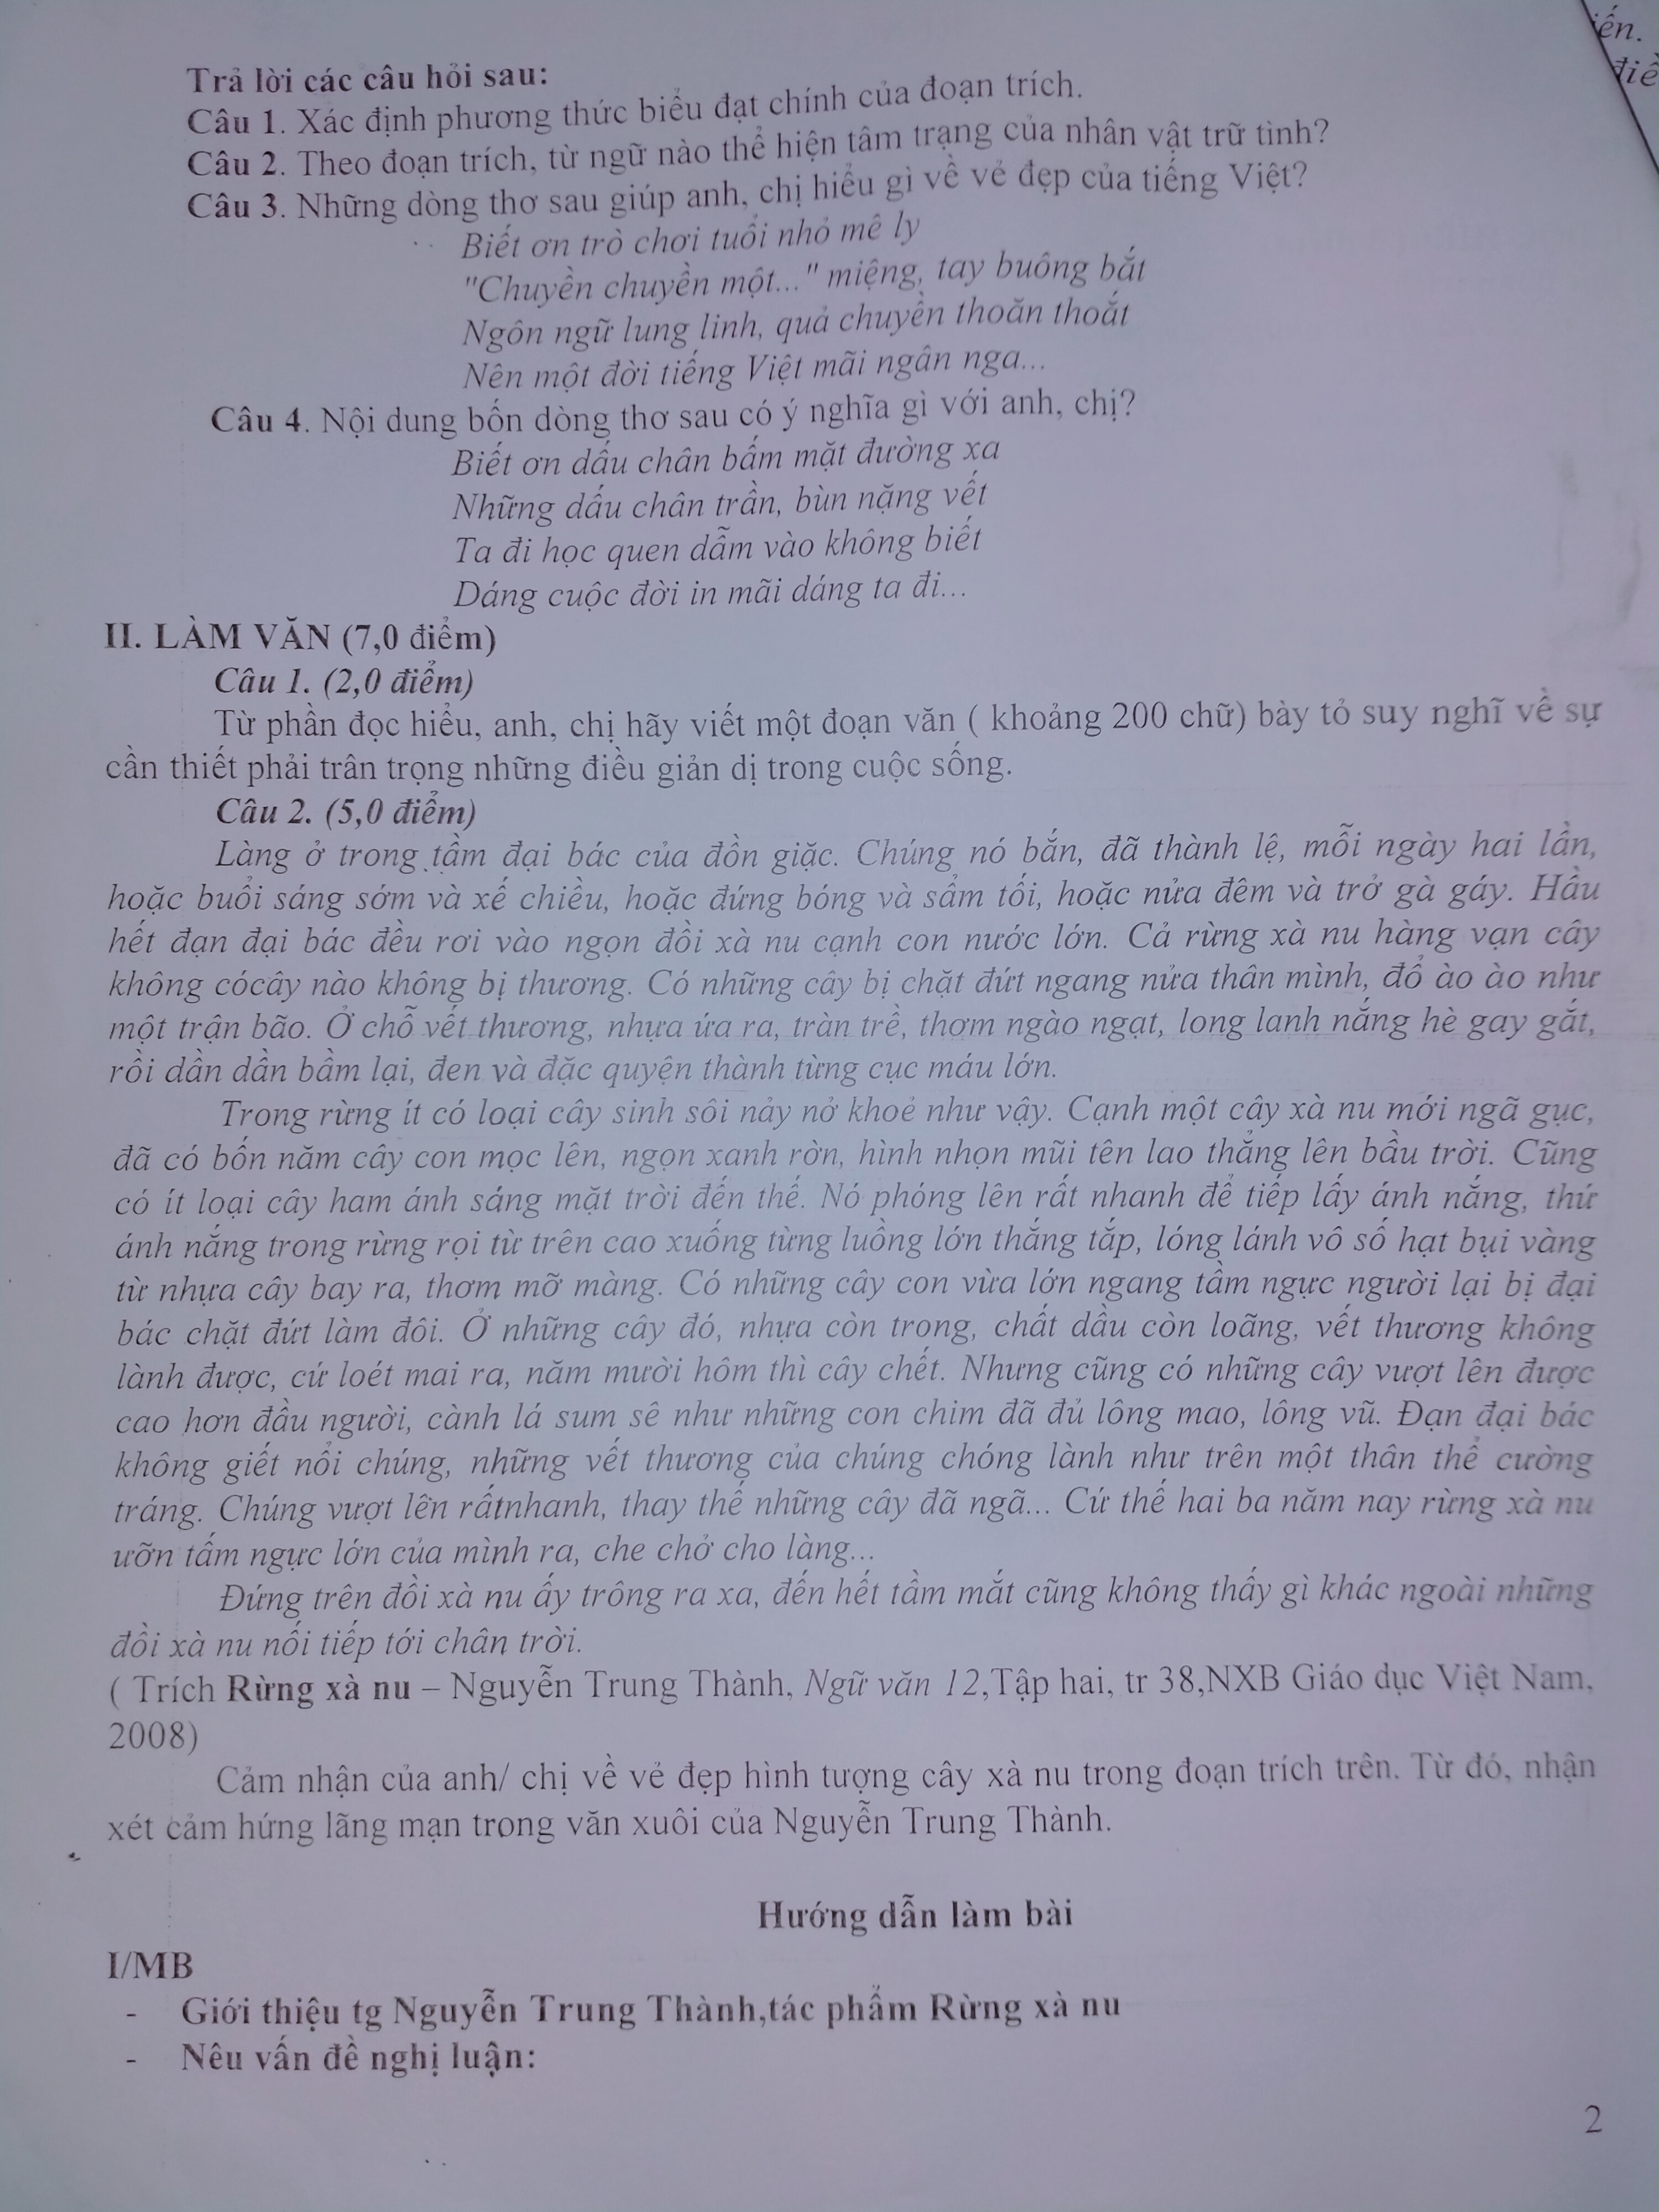 iến.
điề
Trả lời các câu hỏi sau:
Câu 1. Xác định phương thức biểu đạt chính của đoạn trích.
Câu 2. Theo đoạn trích, từ ngữ nào thể hiện tâm trạng của nhân vật trữ tình?
Câu 3. Những dòng thơ sau giúp anh, chị hiểu gì về vẻ đẹp của tiếng Việt?
Biết ơn trò chơi tuổi nhỏ mê ly
"Chuyền chuyền một..." miệng, tay buông bắt
Ngôn ngữ lung linh, quả chuyền thoăn thoắt
Nên một đời tiếng Việt mãi ngân nga...
Câu 4. Nội dung bốn dòng thơ sau có ý nghĩa gì với anh, chị?
Biết ơn dấu chân bấm mặt đường xa
Những dấu chân trần, bùn nặng vết
Ta đi học quen dẫm vào không biết
Dáng cuộc đời in mãi dáng ta đi...
II. LÀM VĂN (7,0 điểm)
Câu 1. (2,0 điểm)
Từ phần đọc hiểu, anh, chị hãy viết một đoạn văn ( khoảng 200 chữ) bày tỏ suy nghĩ về sự
cần thiết phải trân trọng những điều giản dị trong cuộc sống.
Câu 2. (5,0 điểm)
Làng ở trong tầm đại bác của đồn giặc. Chúng nó bắn, đã thành lệ, mỗi ngày hai lần,
hoặc buổi sáng sớm và xế chiều, hoặc đứng bóng và sẩm tối, hoặc nửa đêm và trở gà gáy. Hầu
hết đạn đại bác đều rơi vào ngọn đồi xà nu cạnh con nước lớn. Cả rừng xà nu hàng vạn cây
không cócây nào không bị thương. Có những cây bị chặt đứt ngang nửa thân mình, đổ ào ào như
một trận bão. Ở chỗ vết thương, nhựa ứa ra, tràn trề, thơm ngào ngạt, long lanh nắng hè gay gắt,
rồi dần dần bầm lại, đen và đặc quyện thành từng cục máu lớn.
Trong rừng ít có loại cây sinh sôi nảy nở khoẻ như vậy. Cạnh một cây xà nu mới ngã gục,
đã có bốn năm cây con mọc lên, ngọn xanh rờn, hình nhọn mũi tên lao thẳng lên bầu trời. Cũng
có ít loại cây ham ánh sáng mặt trời đến thế. Nó phóng lên rất nhanh để tiếp lấy ánh nắng, thứ
ánh nắng trong rừng rọi từ trên cao xuống từng luồng lớn thẳng tắp, lóng lánh vô số hạt bụi vàng
từ nhựa cây bay ra, thơm mỡ màng. Có những cây con vừa lớn ngang tầm ngực người lại bị đại
bác chặt đứt làm đôi. Ở những cây đó, nhựa còn trong, chất dầu còn loãng, vết thương không
lành được, cứ loét mai ra, năm mười hôm thì cây chết. Nhưng cũng có những cây vượt lên được
cao hơn đầu người, cành lá sum sê như những con chim đã đủ lông mao, lông vũ. Đạn đại bác
không giết nổi chúng, những vết thương của chúng chóng lành như trên một thân thể cường
tráng. Chúng vượt lên rấtnhanh, thay thế những cây đã ngã... Cứ thế hai ba năm nay rừng xà nu
ưỡn tấm ngực lớn của mình ra, che chở cho làng...
Đứng trên đồi xà nu ấy trông ra xa, đến hết tầm mắt cũng không thấy gì khác ngoài những
đồi xà nu nối tiếp tới chân trời.
( Trích Rừng xà nu – Nguyễn Trung Thành, Ngữ văn 12,Tập hai, tr 38,NXB Giáo dục Việt Nam,
2008)
Cảm nhận của anh/ chị về vẻ đẹp hình tượng cây xà nu trong đoạn trích trên. Từ đó, nhận
xét cảm hứng lãng mạn trong văn xuôi của Nguyễn Trung Thành.
Hướng dẫn làm bài
I/MB
- Giới thiệu tg Nguyễn Trung Thành,tác phẩm Rừng xà nu
- Nêu vấn đề nghị luận:
2